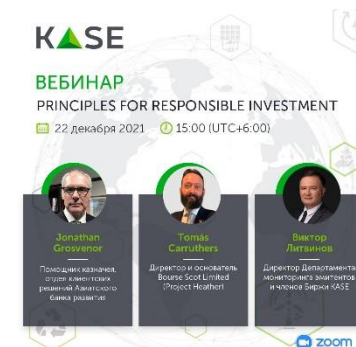 KASE
ВЕБИНАР
PRINCIPLES FOR RESPONSIBLE INVESTMENT
22 декабря 2021 15:00 (UTC+6:00)
Jonathan
Grosvenor
Помощник казначея,
отдел клиентских
решений Азиатского
банка развития
Tomás
Carruthers
Директор и основатель
Bourse Scot Limited
(Project Heather)
Виктор
Литвинов
Директор Департамента
мониторинга эмитентов
и членов Биржи KASE
zoom